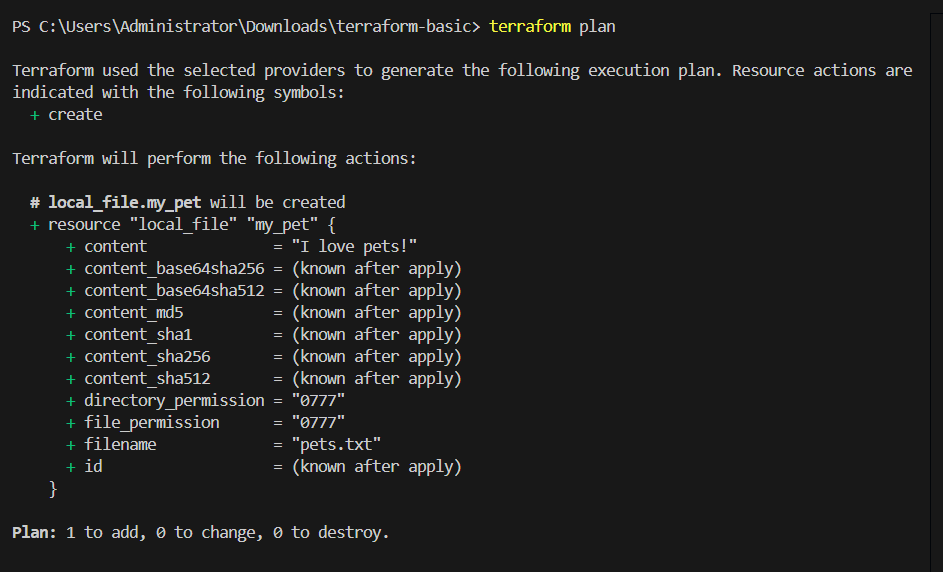 PS C:\Users\Administrator\Downloads\terraform-basic> terraform plan
Terraform used the selected providers to generate the following execution plan. Resource actions are
indicated with the following symbols:
  + create
Terraform will perform the following actions:
  # local_file.my_pet will be created
  + resource "local_file" "my_pet" {
      + content              = "I love pets!"
      + content_base64sha256 = (known after apply)
      + content_base64sha512 = (known after apply)
      + content_md5          = (known after apply)
      + content_sha1         = (known after apply)
      + content_sha256       = (known after apply)
      + content_sha512       = (known after apply)
      + directory_permission = "0777"
      + file_permission      = "0777"
      + filename             = "pets.txt"
      + id                   = (known after apply)
    }
Plan: 1 to add, 0 to change, 0 to destroy.